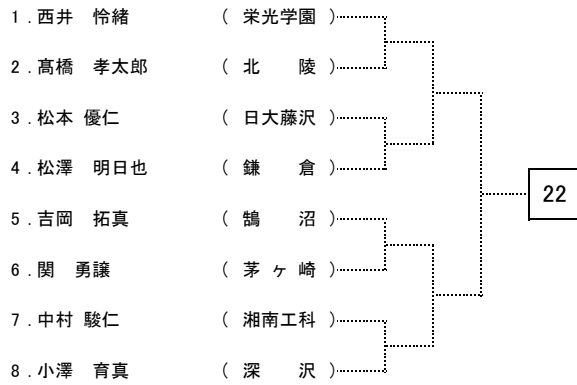 1．西井　怜緒　（ 栄光学園 ）
2．髙橋　孝太郎　（ 北　　陵 ）
3．松本 優仁　（ 日大藤沢 ）
4．松澤　明日也　（ 鎌　　倉 ）
5．吉岡　拓真　（ 鵠　　沼 ）
22
6．関　勇譲　（ 茅 ヶ 崎 ）
7．中村 駿仁　（ 湘南工科 ）
8．小澤　育真　（ 深　　沢 ）